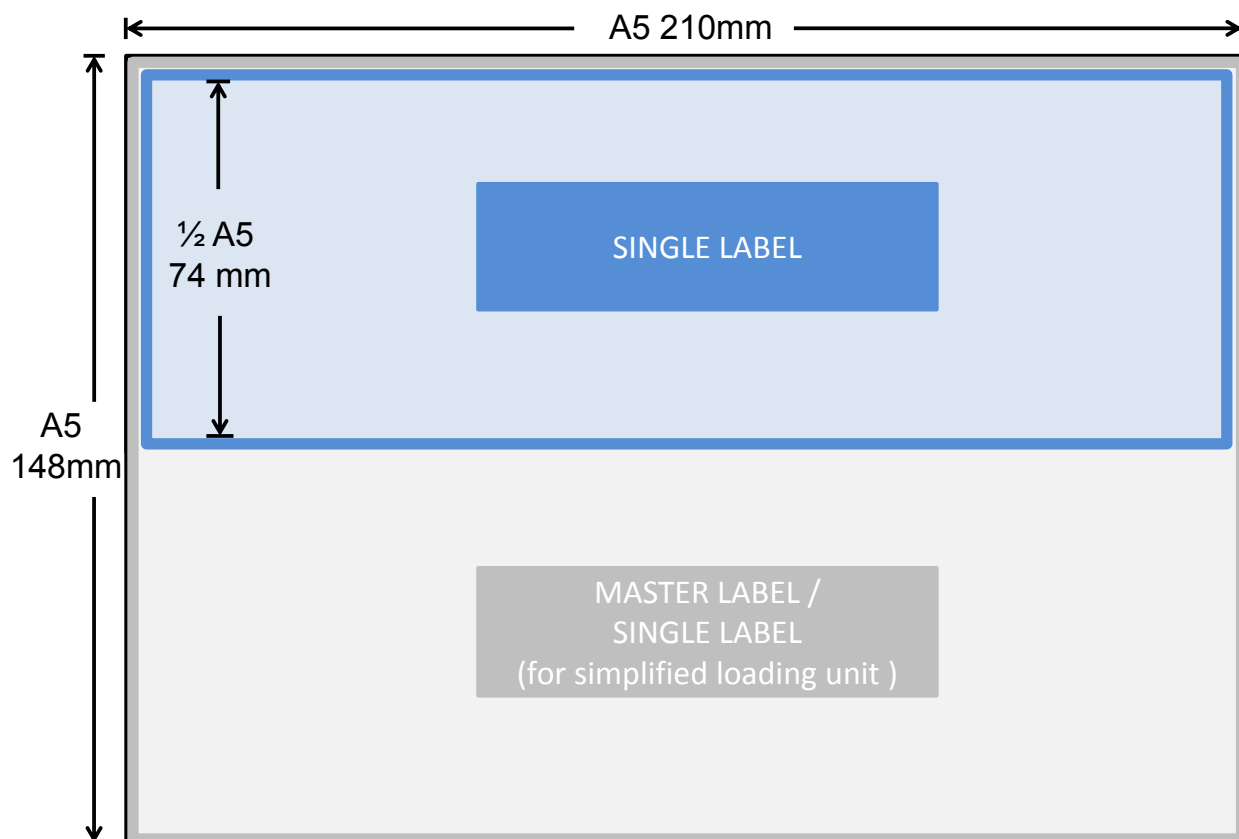 A5 210mm
½ A5
74 mm
SINGLE LABEL
A5
148mm
MASTER LABEL /
SINGLE LABEL
(for simplified loading unit )